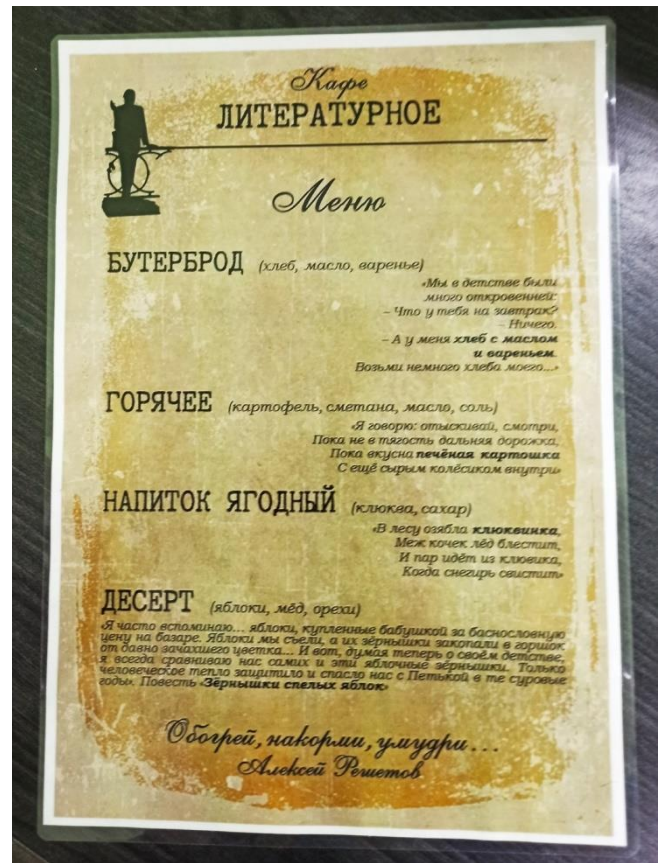 Кафе
ЛИТЕРАТУРНОЕ
Меню
БУТЕРБРОД (хлеб, масло, варенье)
«Мы в детстве были
много откровенней:
– Что у тебя на завтрак?
– Ничего.
– А у меня хлеб с маслом
и вареньем.
Возьми немного хлеба моего...»
ГОРЯЧЕЕ (картофель, сметана, масло, соль)
«Я говорю: отыскивай, смотри,
Пока не в тягость дальняя дорожка,
Пока вкусна печёная картошка
С ещё сырым колёсиком внутри»
НАПИТОК ЯГОДНЫЙ (клюква, сахар)
«В лесу озябла клюквинка,
Меж кочек лёд блестит,
И пар идёт из клювика,
Когда снегирь свистит»
ДЕСЕРТ (яблоки, мёд, орехи)
«Я часто вспоминаю... яблоки, купленные бабушкой за баснословную
цену на базаре. Яблоки мы съели, а их зёрнышки закопали в горшок
от давно зачахшего цветка... И вот, думая теперь о своём детстве,
я всегда сравниваю нас самих и эти яблочные зёрнышки. Только
человеческое тепло защитило и спасло нас с Петькой в те суровые
годы». Повесть «Зёрнышки спелых яблок»
Обогрей, накорми, умудри...
Алексей Решетов